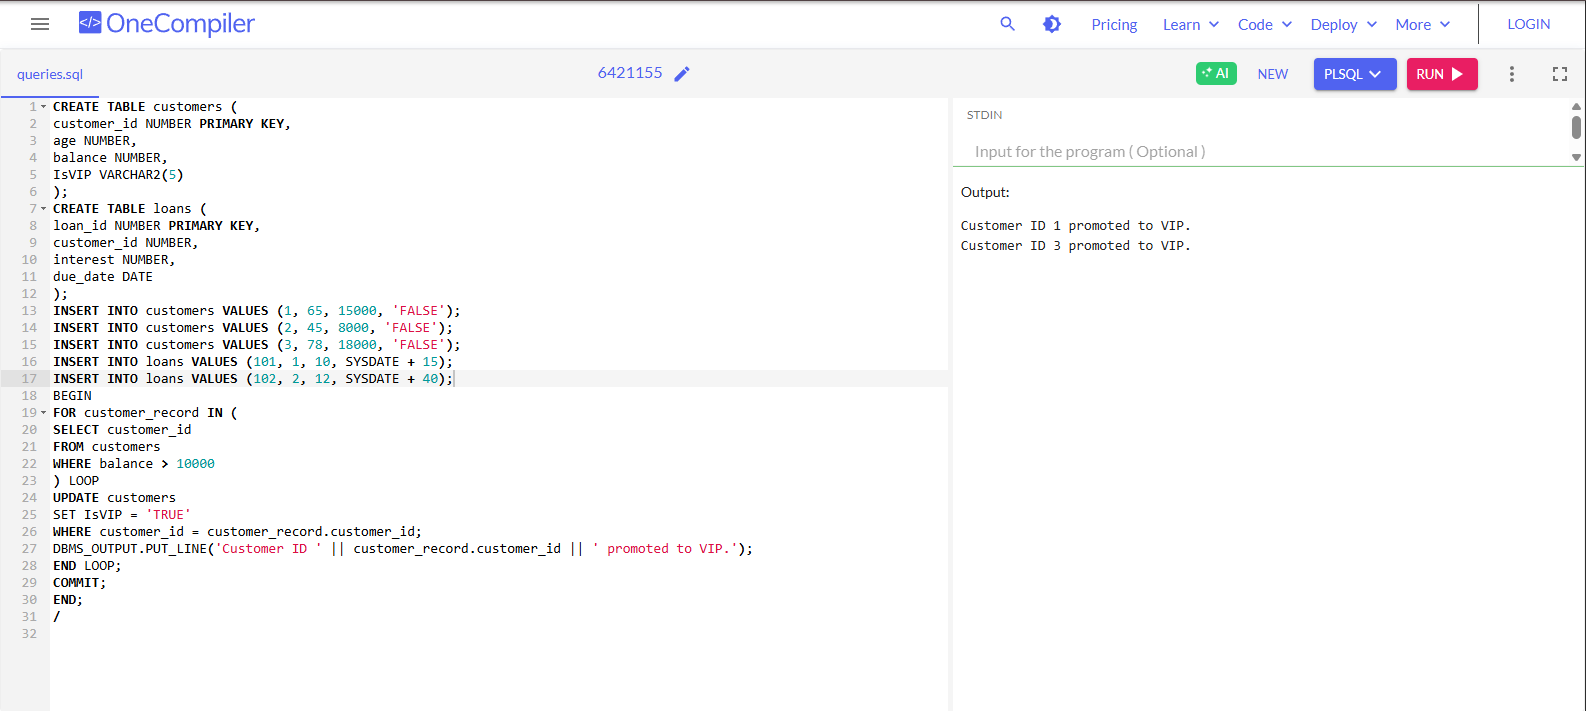 </> OneCompiler
Pricing Learn Code Deploy More LOGIN
queries.sql
6421155
AI NEW PLSQL RUN
1 CREATE TABLE customers (
2 customer_id NUMBER PRIMARY KEY,
3 age NUMBER,
4 balance NUMBER,
5 IsVIP VARCHAR2(5)
6 );
7 CREATE TABLE loans (
8 loan_id NUMBER PRIMARY KEY,
9 customer_id NUMBER,
10 interest NUMBER,
11 due_date DATE
12 );
13 INSERT INTO customers VALUES (1, 65, 15000, 'FALSE');
14 INSERT INTO customers VALUES (2, 45, 8000, 'FALSE');
15 INSERT INTO customers VALUES (3, 78, 18000, 'FALSE');
16 INSERT INTO loans VALUES (101, 1, 10, SYSDATE + 15);
17 INSERT INTO loans VALUES (102, 2, 12, SYSDATE + 40);
18 BEGIN
19 FOR customer_record IN (
20 SELECT customer_id
21 FROM customers
22 WHERE balance > 10000
23 ) LOOP
24 UPDATE customers
25 SET IsVIP = 'TRUE'
26 WHERE customer_id = customer_record.customer_id;
27 DBMS_OUTPUT.PUT_LINE('Customer ID ' || customer_record.customer_id || ' promoted to VIP.');
28 END LOOP;
29 COMMIT;
30 END;
31 /
32
STDIN
Input for the program ( Optional )
Output:
Customer ID 1 promoted to VIP.
Customer ID 3 promoted to VIP.